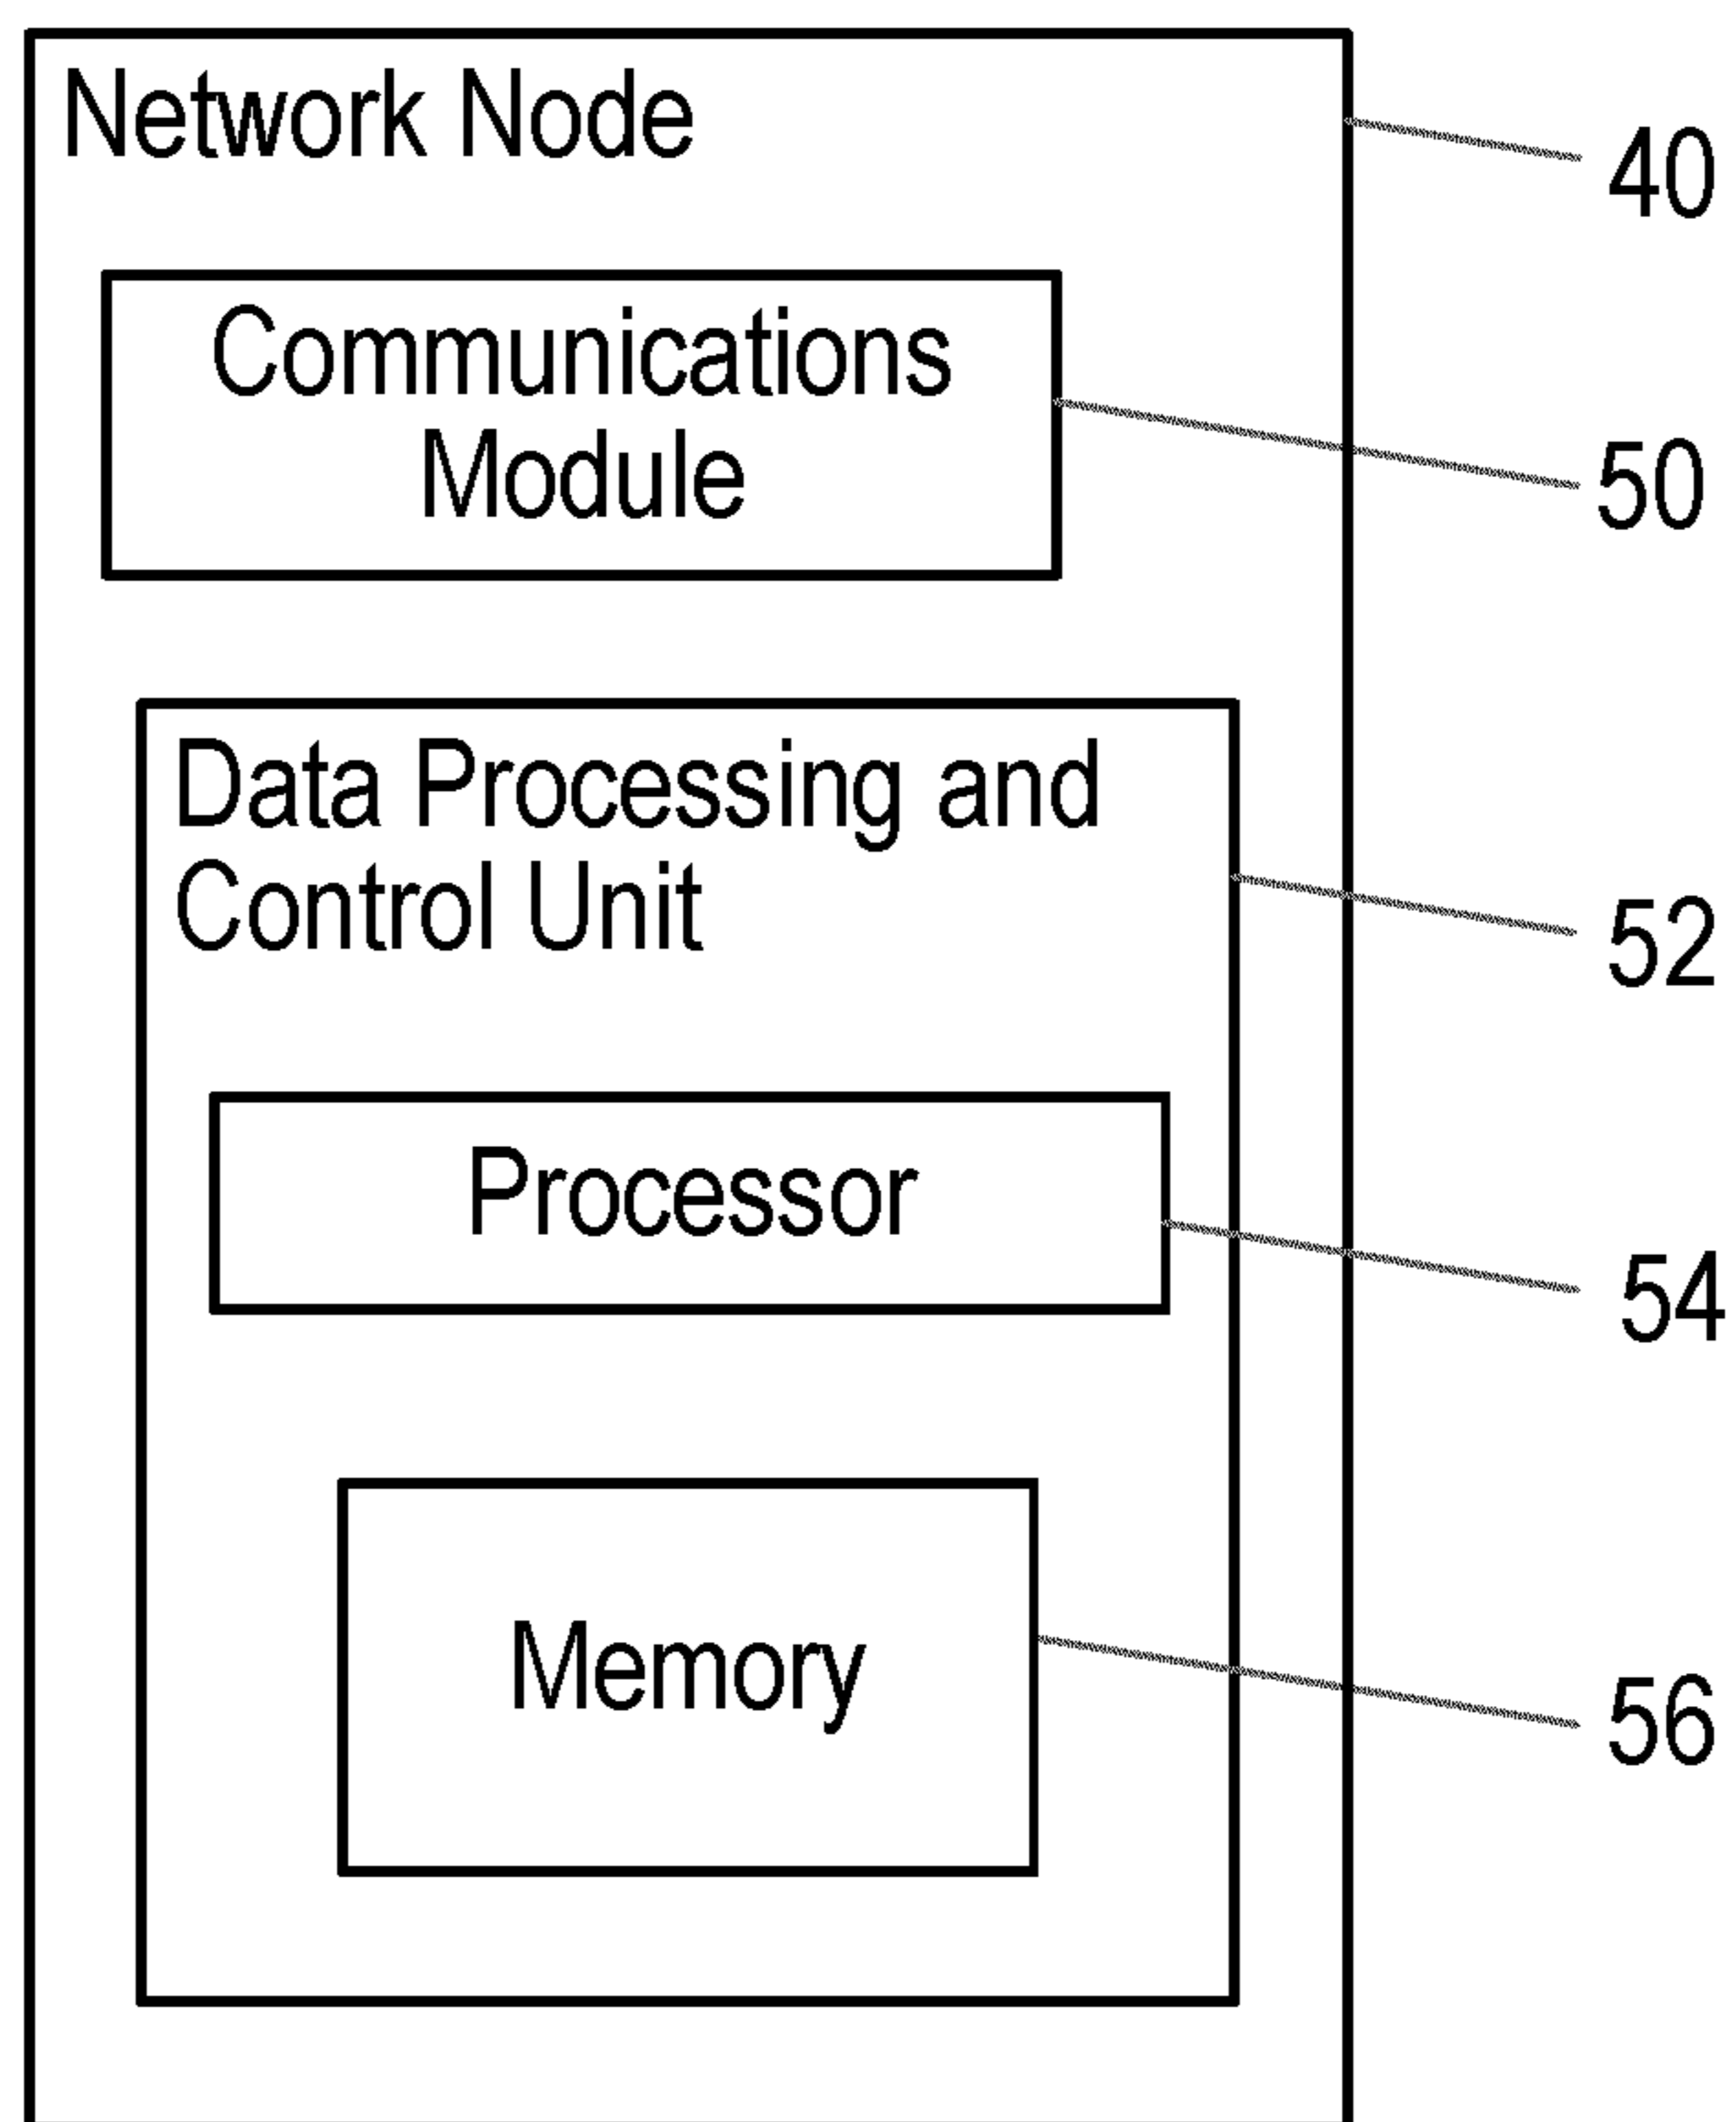 Network Node
40
Communications
Module
50
Data Processing and
Control Unit
52
Processor
54
Memory
56